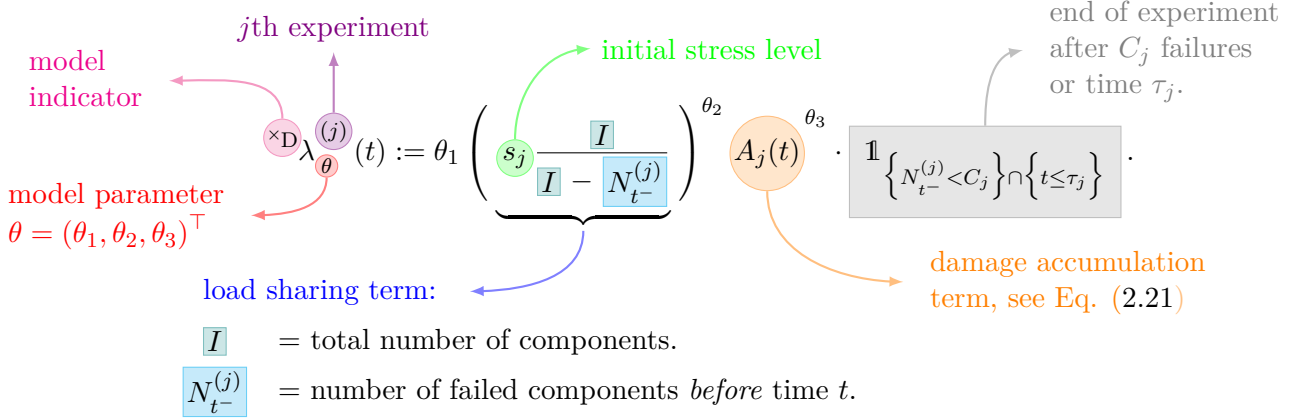 jth experiment
initial stress level
end of experiment
after C_j failures
or time τ_j.
model
indicator
^{×D}λ_θ^{(j)}(t) := θ_1 ( s_j \frac{I}{I − N_{t^-}^{(j)}} )^{θ_2} A_j(t)^{θ_3} · 𝟙_{\{N_{t^-}^{(j)} < C_j\} ∩ \{t ≤ τ_j\}} .
model parameter
θ = (θ_1, θ_2, θ_3)^⊤
load sharing term:
damage accumulation
term, see Eq. (2.21)
I = total number of components.
N_{t^-}^{(j)} = number of failed components before time t.